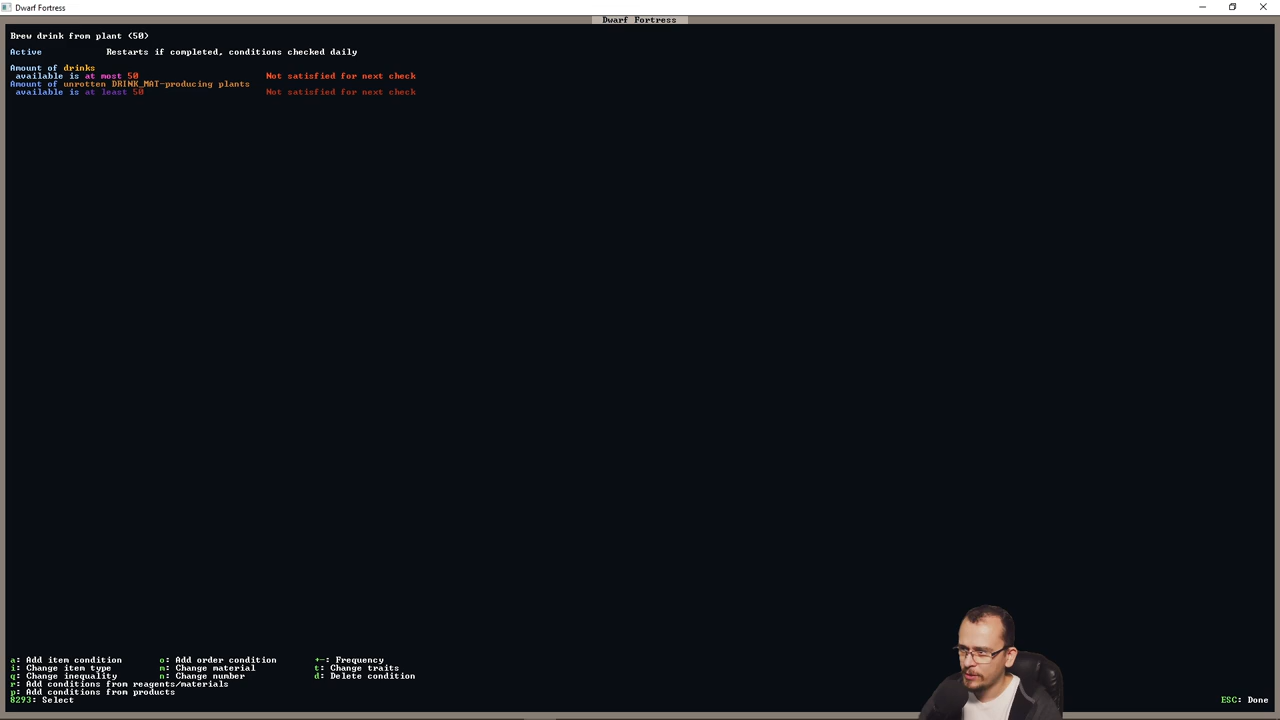 Dwarf Fortress
Dwarf Fortress
Brew drink from plant (50)
Active Restarts if completed, conditions checked daily
Amount of drinks
available is at most 50 Not satisfied for next check
Amount of unrotten DRINK_MAT-producing plants
available is at least 50 Not satisfied for next check
a: Add item condition o: Add order condition +-: Frequency
i: Change item type m: Change material t: Change traits
q: Change inequality n: Change number d: Delete condition
r: Add conditions from reagents/materials
p: Add conditions from products
8293: Select ESC: Done